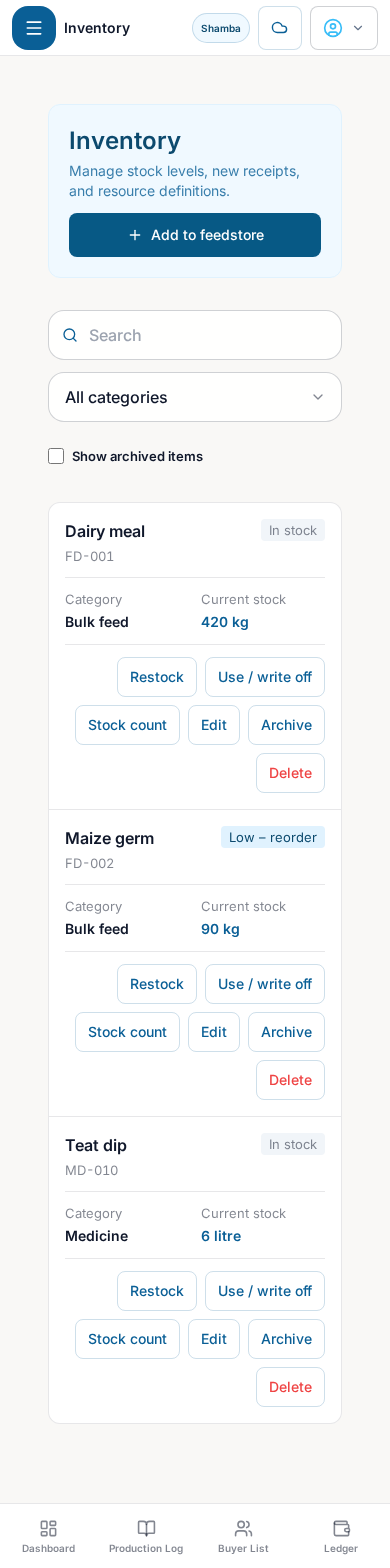 Inventory
Shamba
Inventory
Manage stock levels, new receipts,
and resource definitions.
Add to feedstore
Search
All categories
Show archived items
Dairy meal
In stock
FD-001
Category
Current stock
Bulk feed
420 kg
Restock
Use / write off
Stock count
Edit
Archive
Delete
Maize germ
Low – reorder
FD-002
Category
Current stock
Bulk feed
90 kg
Restock
Use / write off
Stock count
Edit
Archive
Delete
Teat dip
In stock
MD-010
Category
Current stock
Medicine
6 litre
Restock
Use / write off
Stock count
Edit
Archive
Delete
Dashboard
Production Log
Buyer List
Ledger